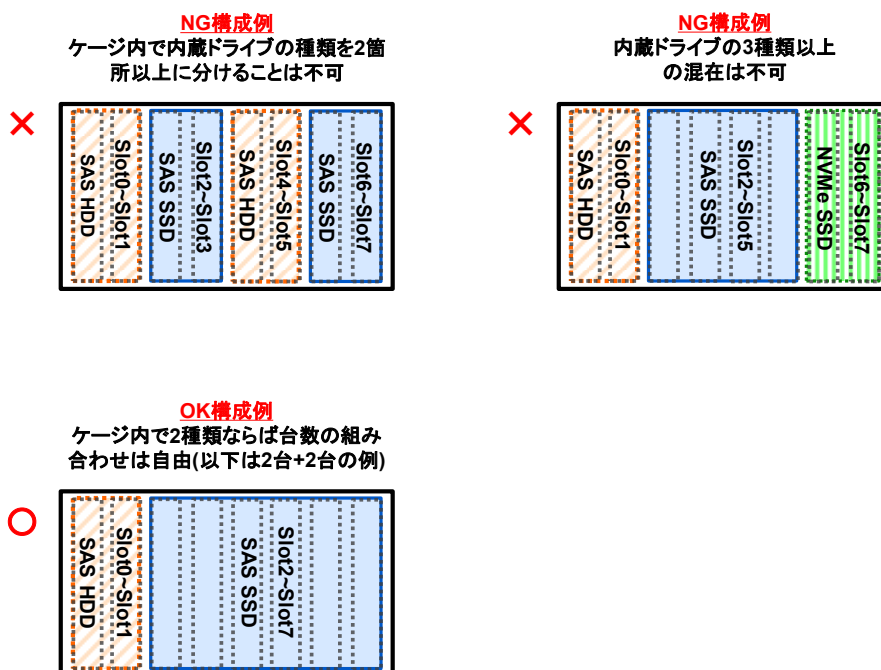 NG構成例
ケージ内で内蔵ドライブの種類を2箇
所以上に分けることは不可
×
Slot0~Slot1
SAS HDD
Slot2~Slot3
SAS SSD
Slot4~Slot5
SAS HDD
Slot6~Slot7
SAS SSD
NG構成例
内蔵ドライブの3種類以上
の混在は不可
×
Slot0~Slot1
SAS HDD
Slot2~Slot5
SAS SSD
Slot6~Slot7
NVMe SSD
OK構成例
ケージ内で2種類ならば台数の組み
合わせは自由(以下は2台+2台の例)
○
Slot0~Slot1
SAS HDD
Slot2~Slot7
SAS SSD